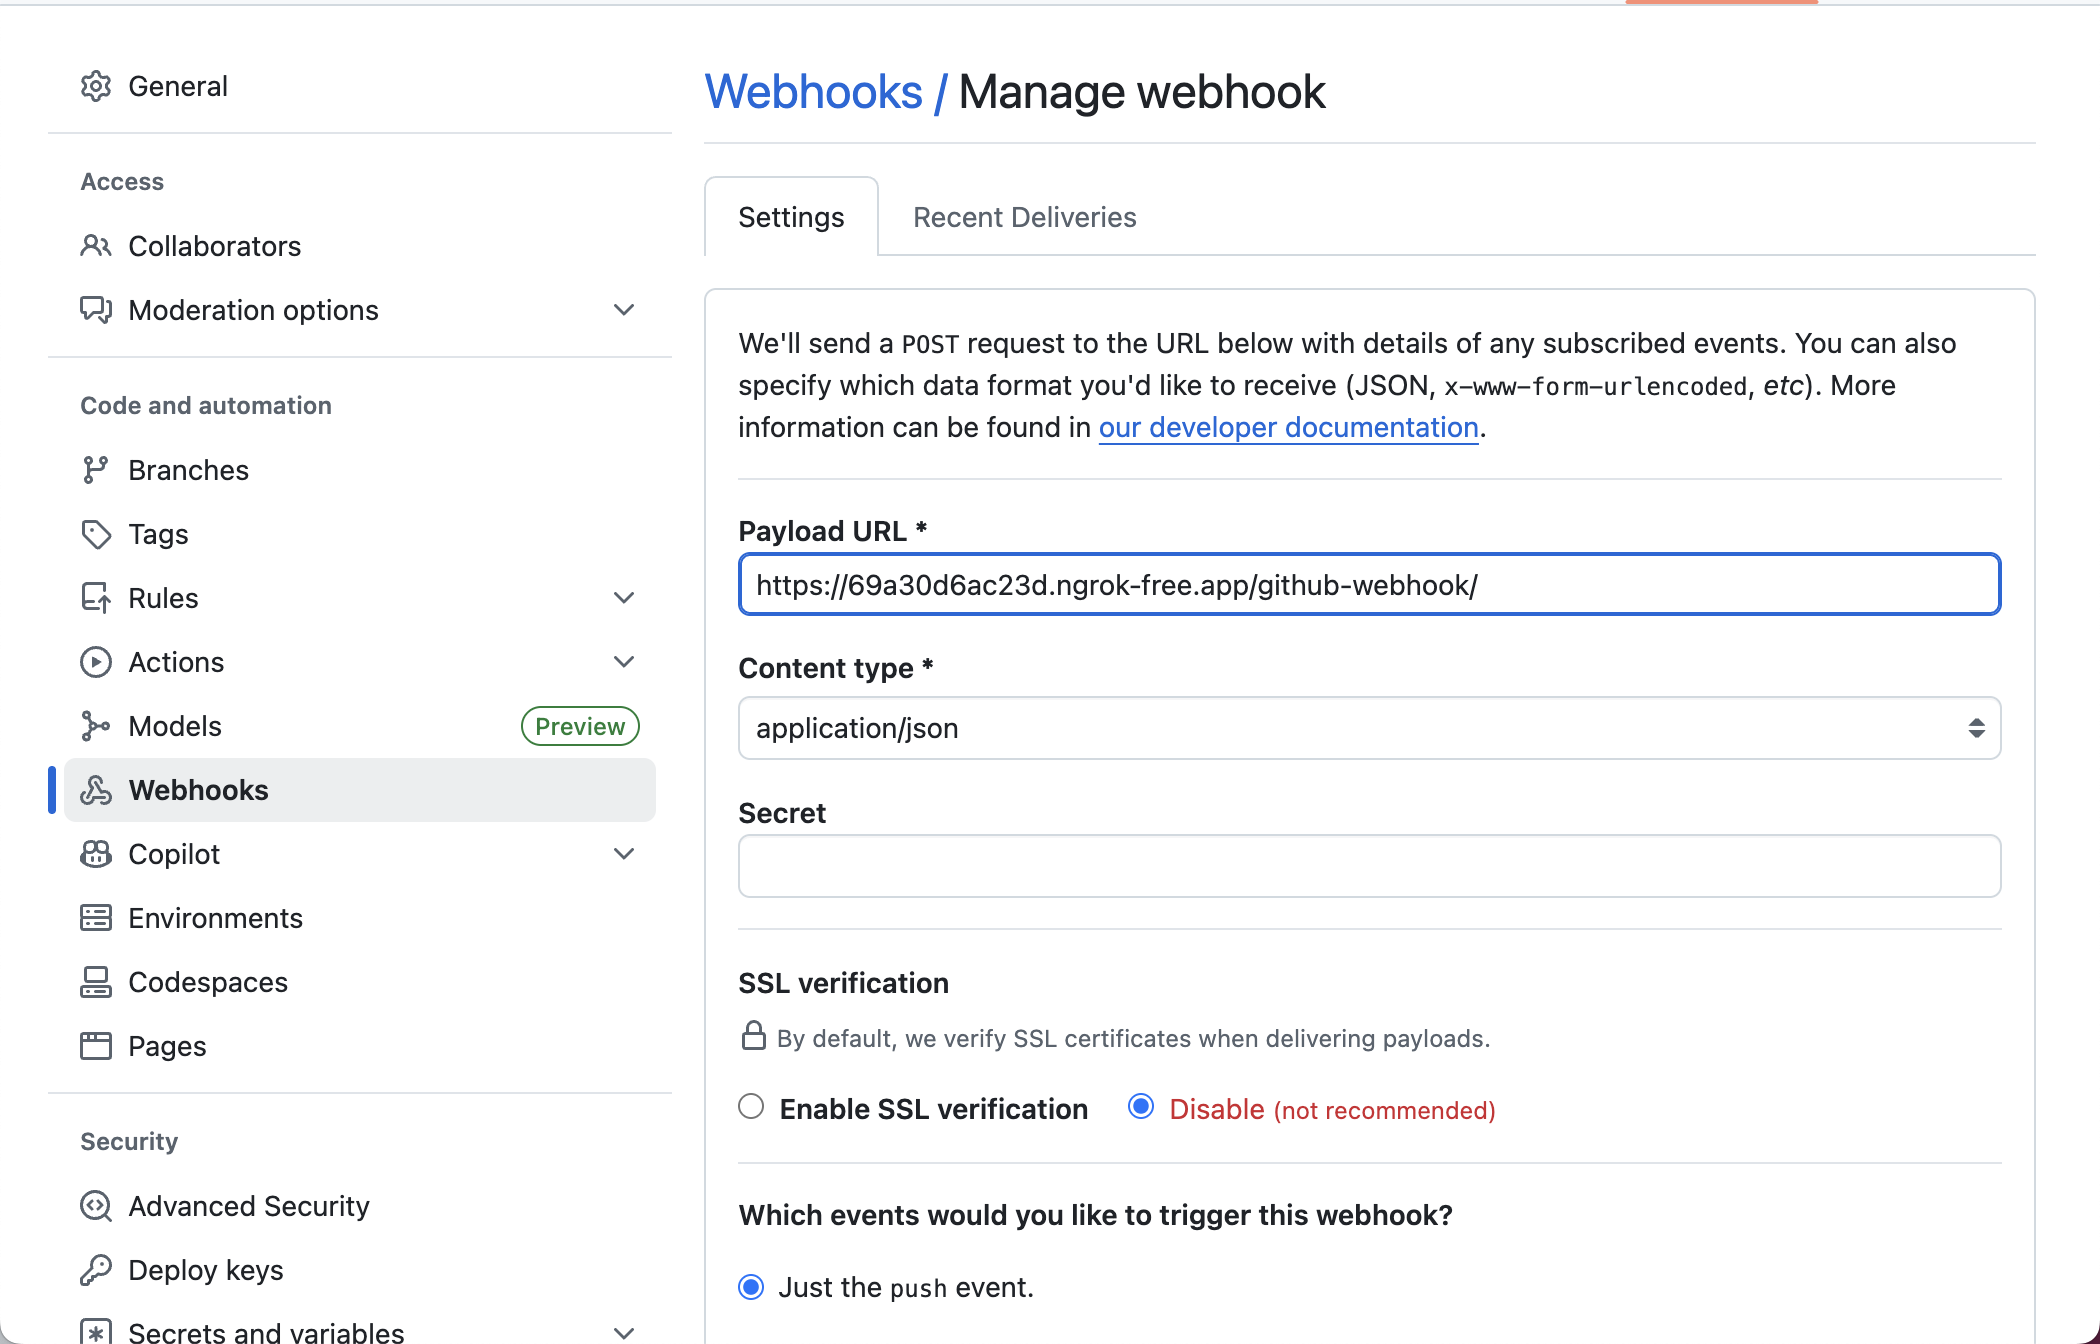 General
Access
Collaborators
Moderation options
Code and automation
Branches
Tags
Rules
Actions
Models
Preview
Webhooks
Copilot
Environments
Codespaces
Pages
Security
Advanced Security
Deploy keys
Secrets and variables
Webhooks / Manage webhook
Settings
Recent Deliveries
We'll send a POST request to the URL below with details of any subscribed events. You can also
specify which data format you'd like to receive (JSON, x-www-form-urlencoded, etc). More
information can be found in our developer documentation.
Payload URL *
https://69a30d6ac23d.ngrok-free.app/github-webhook/
Content type *
application/json
Secret
SSL verification
By default, we verify SSL certificates when delivering payloads.
Enable SSL verification
Disable (not recommended)
Which events would you like to trigger this webhook?
Just the push event.